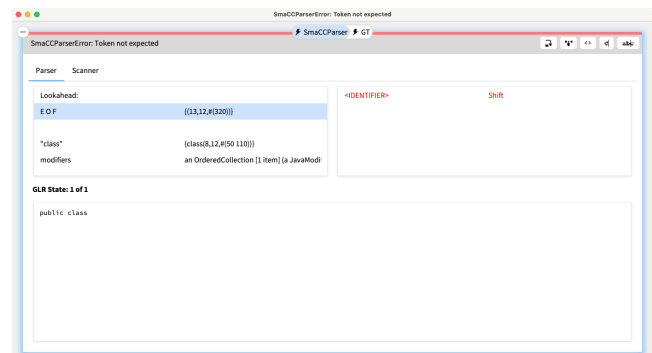 SmaCCParserError: Token not expected
SmaCCParser GT
SmaCCParserError: Token not expected
Parser Scanner
Lookahead:
E O F {(13,12,#(320))}
"class" {class(8,12,#(50 110))}
modifiers an OrderedCollection [1 item] (a JavaModi
<IDENTIFIER> Shift
GLR State: 1 of 1
public class